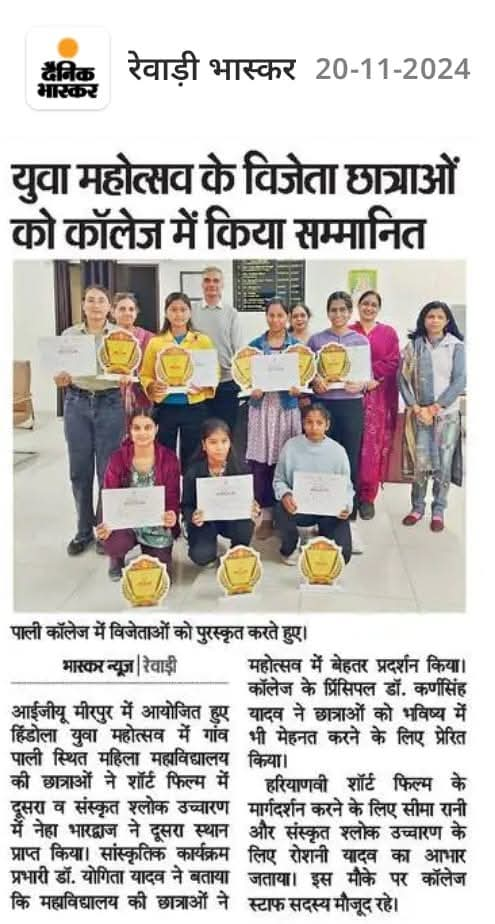 दैनिक
भास्कर
रेवाड़ी भास्कर 20-11-2024
युवा महोत्सव के विजेता छात्राओं
को कॉलेज में किया सम्मानित
पाली कॉलेज में विजेताओं को पुरस्कृत करते हुए।
भास्कर न्यूज | रेवाड़ी
आईजीयू मीरपुर में आयोजित हुए
हिंडोला युवा महोत्सव में गांव
पाली स्थित महिला महाविद्यालय
की छात्राओं ने शॉर्ट फिल्म में
दूसरा व संस्कृत श्लोक उच्चारण
में नेहा भारद्वाज ने दूसरा स्थान
प्राप्त किया। सांस्कृतिक कार्यक्रम
प्रभारी डॉ. योगिता यादव ने बताया
कि महाविद्यालय की छात्राओं ने
महोत्सव में बेहतर प्रदर्शन किया।
कॉलेज के प्रिंसिपल डॉ. कर्णसिंह
यादव ने छात्राओं को भविष्य में
भी मेहनत करने के लिए प्रेरित
किया।
हरियाणवी शॉर्ट फिल्म के
मार्गदर्शन करने के लिए सीमा रानी
और संस्कृत श्लोक उच्चारण के
लिए रोशनी यादव का आभार
जताया। इस मौके पर कॉलेज
स्टाफ सदस्य मौजूद रहे।